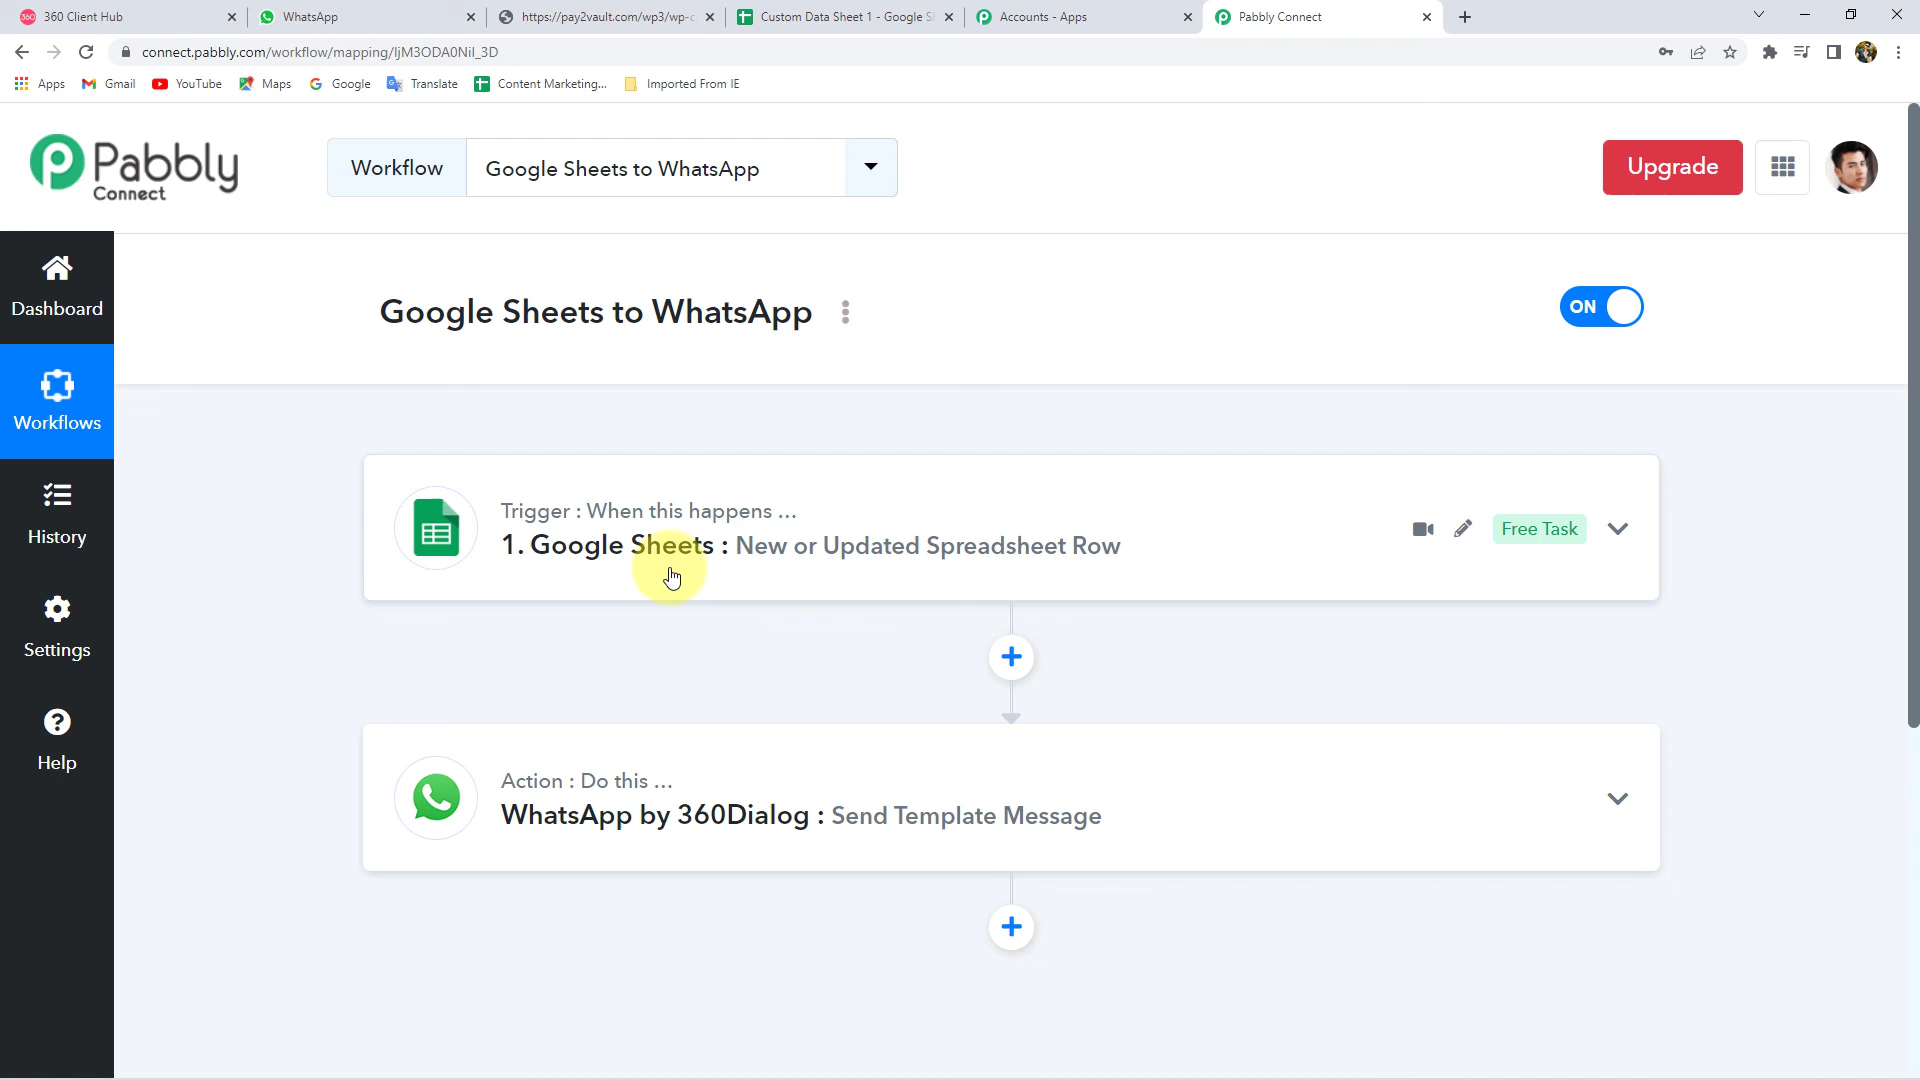 360 Client Hub
WhatsApp
https://pay2vault.com/wp3/wp-c
Custom Data Sheet 1 - Google Sh
Accounts - Apps
Pabbly Connect
connect.pabbly.com/workflow/mapping/IjM3ODA0NiI_3D
Apps
Gmail
YouTube
Maps
Google
Translate
Content Marketing...
Imported From IE
Pabbly
Connect
Workflow
Google Sheets to WhatsApp
Upgrade
Dashboard
Workflows
History
Settings
Help
Google Sheets to WhatsApp
ON
Trigger : When this happens ...
1. Google Sheets : New or Updated Spreadsheet Row
Free Task
Action : Do this ...
WhatsApp by 360Dialog : Send Template Message